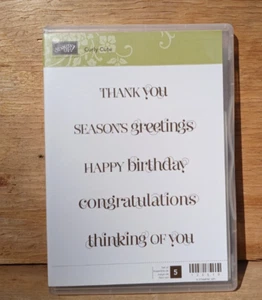 Curly Cute
THANK you
SEASON'S greetings
HAPPY birthday
congratulations
thinking of you
5